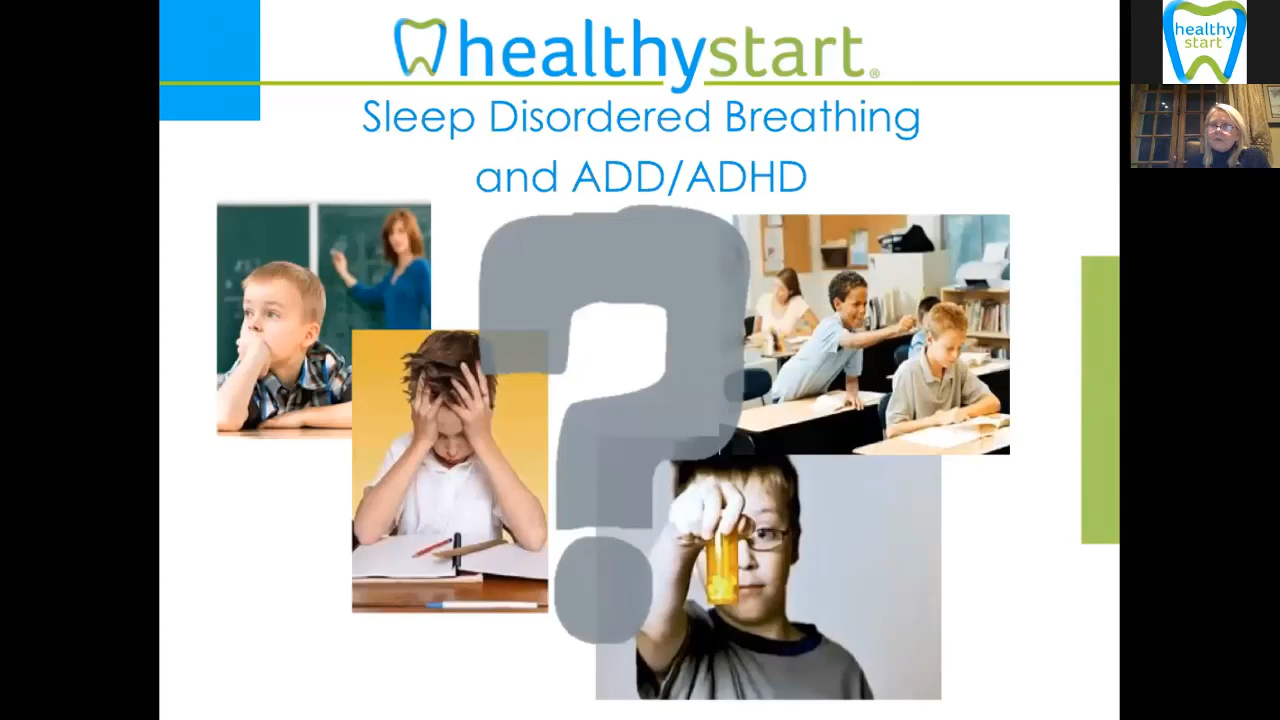 healthystart®
Sleep Disordered Breathing
and ADD/ADHD
healthy
start